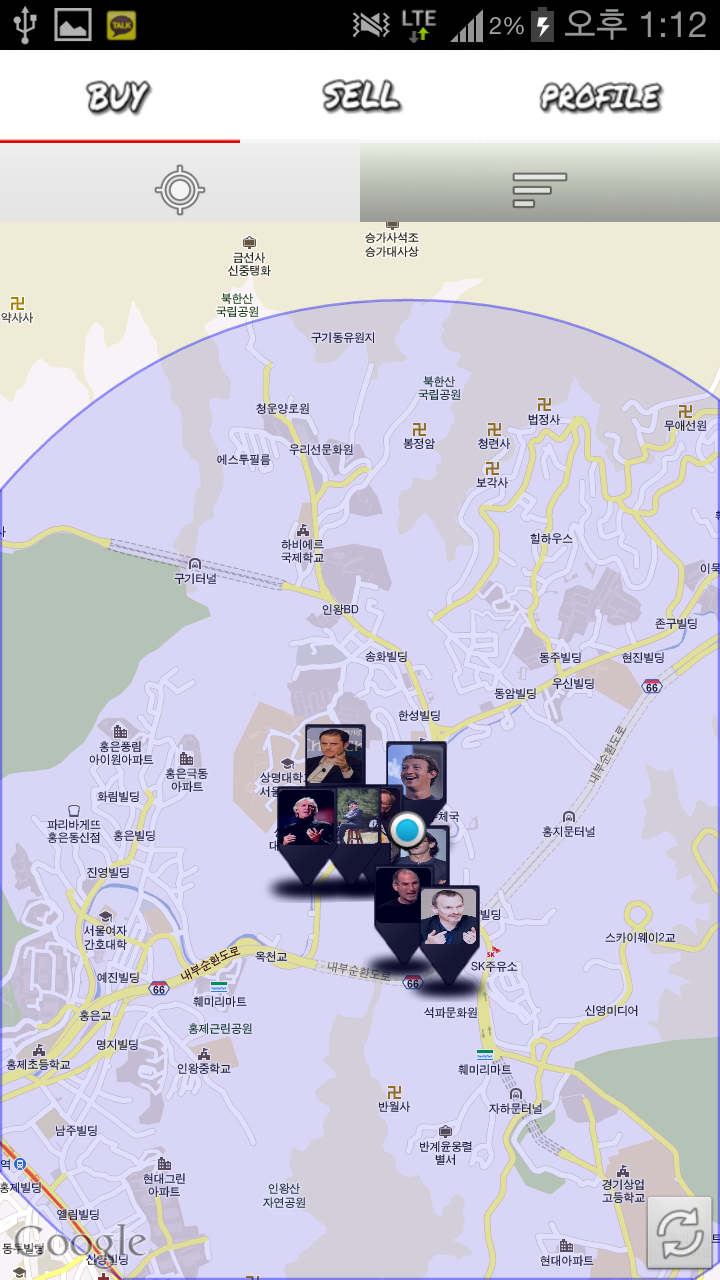 TALK
LTE
2%
오후 1:12
BUY
SELL
PROFILE
승가사석조
승가대사상
금선사
신중탱화
북한산
국립공원
약사사
구기동유원지
북한산
국립공원
청운양로원
법정사
무애선원
봉정암
청련사
우리선문화원
에스투필름
보각사
힐하우스
하비에르
국제학교
구기터널
인왕BD
존구빌딩
송화빌딩
동주빌딩
현진빌딩
우신빌딩
66
동암빌딩
한성빌딩
내부순환도로
홍은풍림
아이원아파트
홍은극동
아파트
상명대학
화림빌딩
파리바게뜨
홍은동신점
홍은빌딩
홍지문터널
진영빌딩
빌딩
서울여자
간호대학
스카이웨이2교
옥천교
내부순환도로
내부순환도로
SK
SK주유소
예진빌딩
66
66
훼미리마트
석파문화원
신영미디어
홍은교
홍제근린공원
명지빌딩
홍제초등학교
인왕중학교
훼미리마트
반월사
자하문터널
남주빌딩
반계윤웅렬
별서
역
홍제빌딩
현대그린
아파트
인왕산
자연공원
경기상업
고등학교
옐림빌딩
Google
동두빌딩
신영빌딩
현대아파트